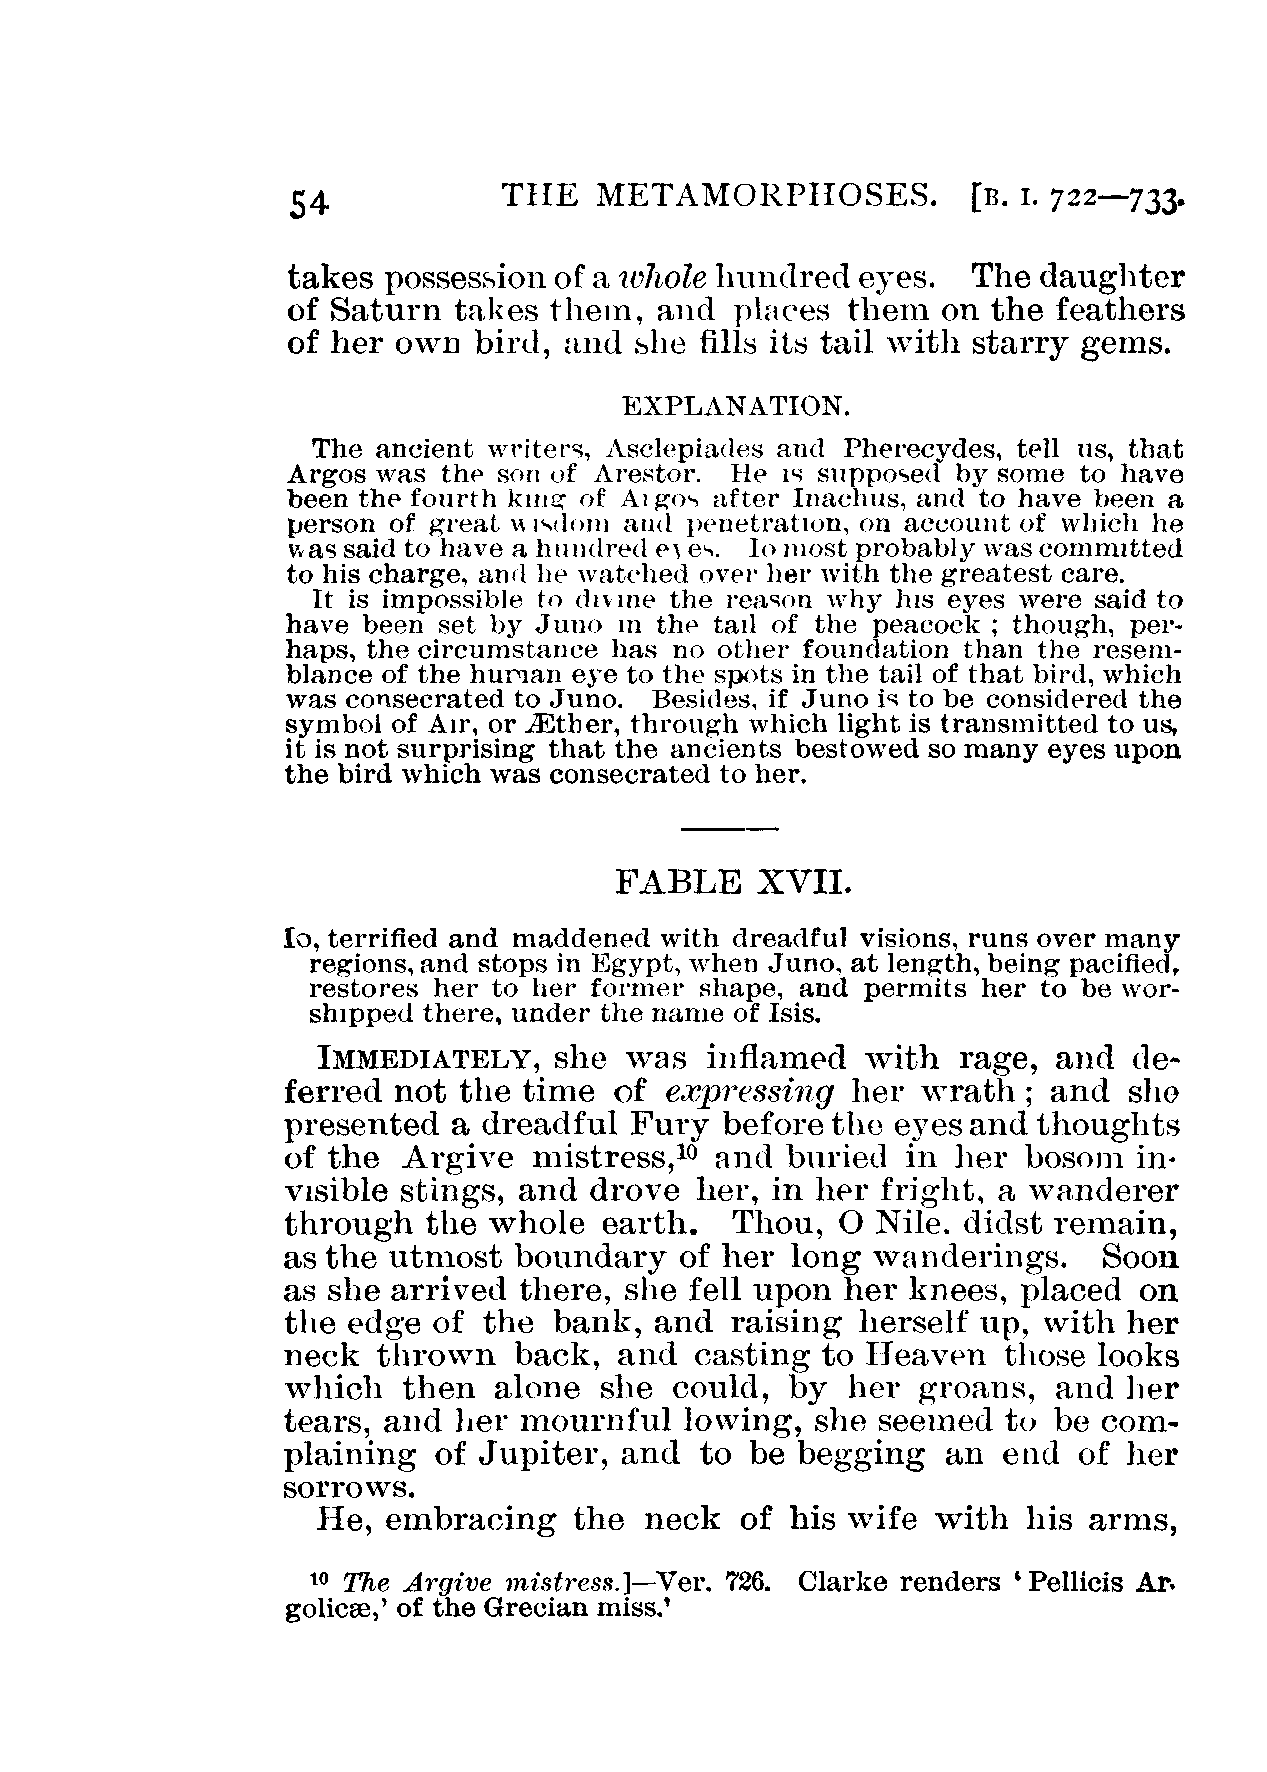 54 THE METAMORPHOSES. [B. I. 722—733.
takes possession of a whole hundred eyes. The daughter
of Saturn takes them, and places them on the feathers
of her own bird, and she fills its tail with starry gems.
EXPLANATION.
The ancient writers, Asclepiades and Pherecydes, tell us, that
Argos was the son of Arestor. He is supposed by some to have
been the fourth king of Argos after Inachus, and to have been a
person of great wisdom and penetration, on account of which he
was said to have a hundred eyes. Io most probably was committed
to his charge, and he watched over her with the greatest care.
It is impossible to divine the reason why his eyes were said to
have been set by Juno in the tail of the peacock ; though, per-
haps, the circumstance has no other foundation than the resem-
blance of the human eye to the spots in the tail of that bird, which
was consecrated to Juno. Besides, if Juno is to be considered the
symbol of Air, or Æther, through which light is transmitted to us,
it is not surprising that the ancients bestowed so many eyes upon
the bird which was consecrated to her.
FABLE XVII.
Io, terrified and maddened with dreadful visions, runs over many
regions, and stops in Egypt, when Juno, at length, being pacified,
restores her to her former shape, and permits her to be wor-
shipped there, under the name of Isis.
IMMEDIATELY, she was inflamed with rage, and de-
ferred not the time of expressing her wrath ; and she
presented a dreadful Fury before the eyes and thoughts
of the Argive mistress,¹⁰ and buried in her bosom in-
visible stings, and drove her, in her fright, a wanderer
through the whole earth. Thou, O Nile. didst remain,
as the utmost boundary of her long wanderings. Soon
as she arrived there, she fell upon her knees, placed on
the edge of the bank, and raising herself up, with her
neck thrown back, and casting to Heaven those looks
which then alone she could, by her groans, and her
tears, and her mournful lowing, she seemed to be com-
plaining of Jupiter, and to be begging an end of her
sorrows.
He, embracing the neck of his wife with his arms,
¹⁰ The Argive mistress.]—Ver. 726. Clarke renders ‘Pellicis Ar-
golicæ,’ of the Grecian miss.’